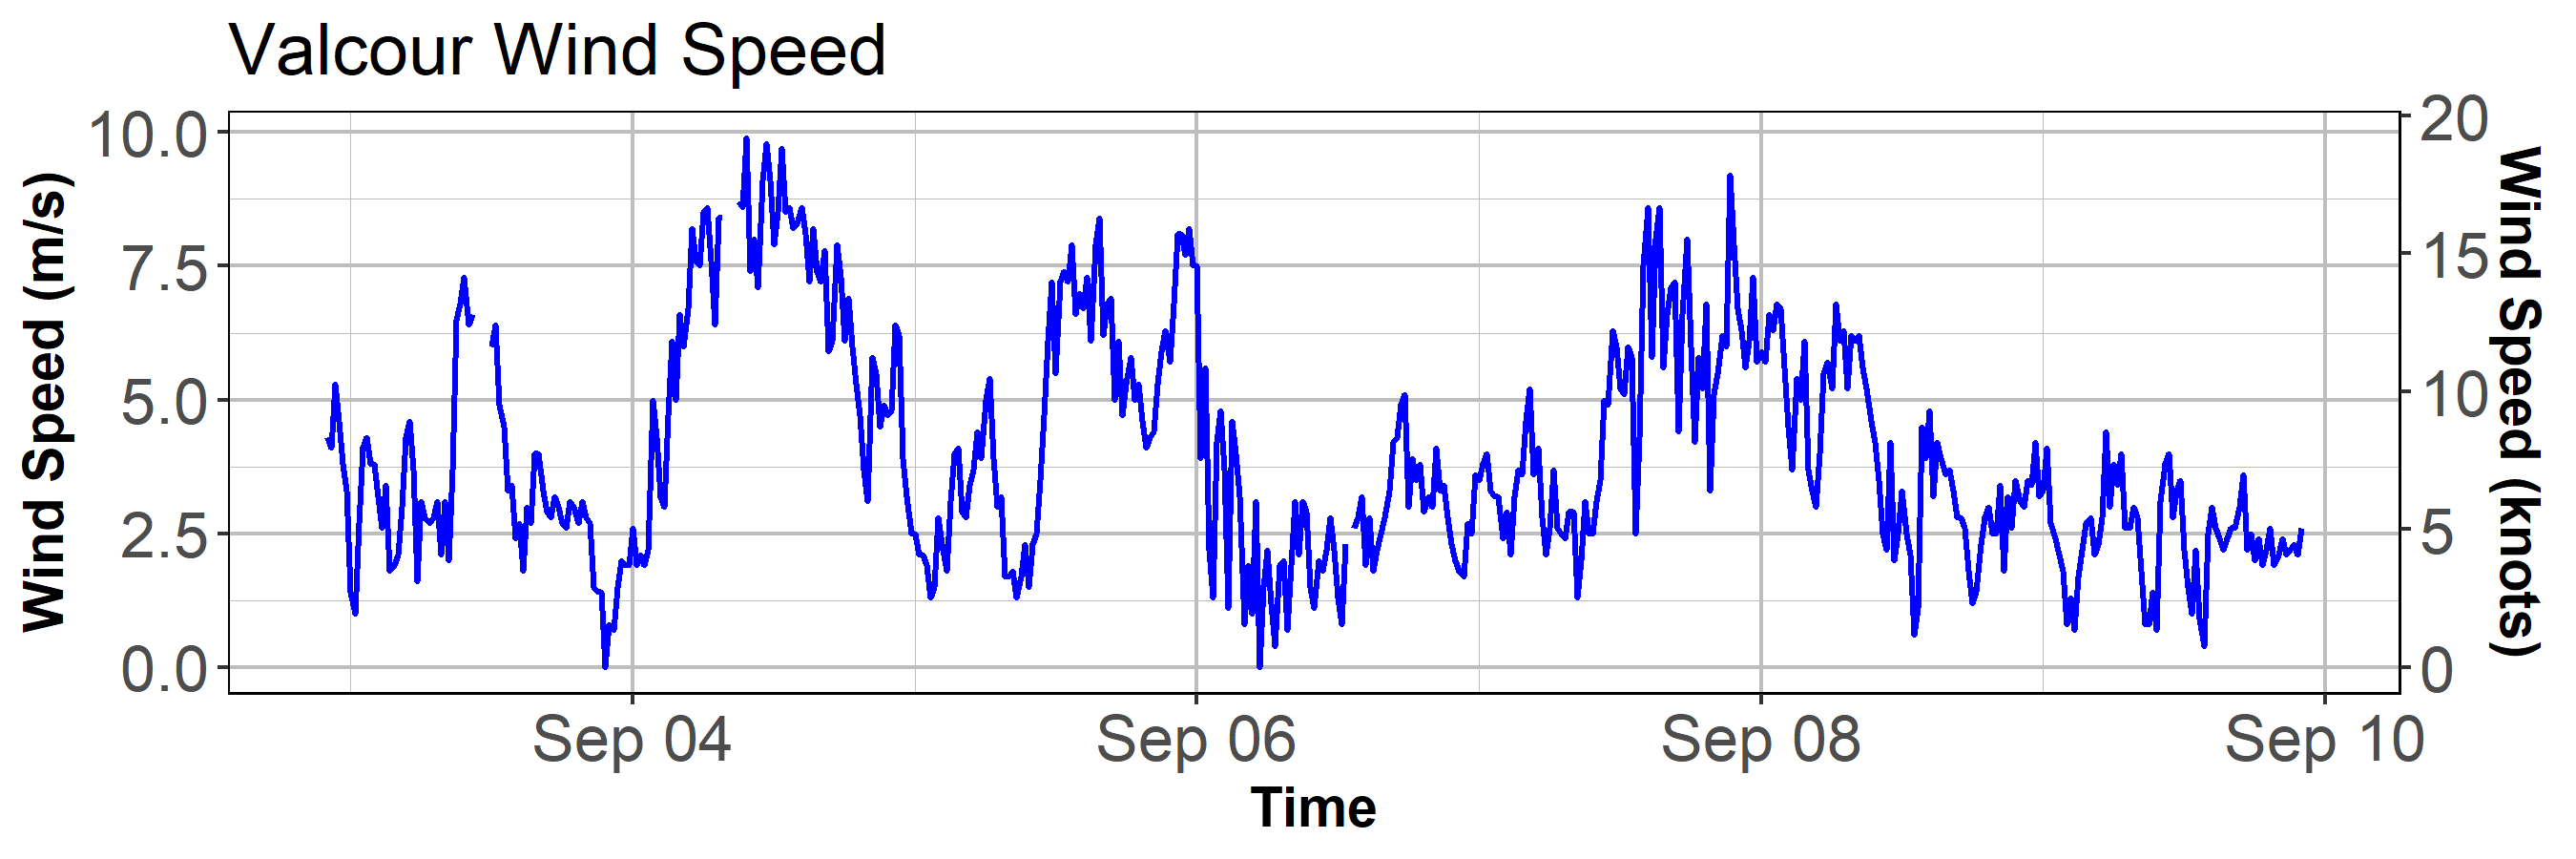 Valcour Wind Speed
10.0
7.5
5.0
2.5
0.0
Wind Speed (m/s)
20
15
10
5
0
Wind Speed (knots)
Sep 04 Sep 06 Sep 08 Sep 10
Time